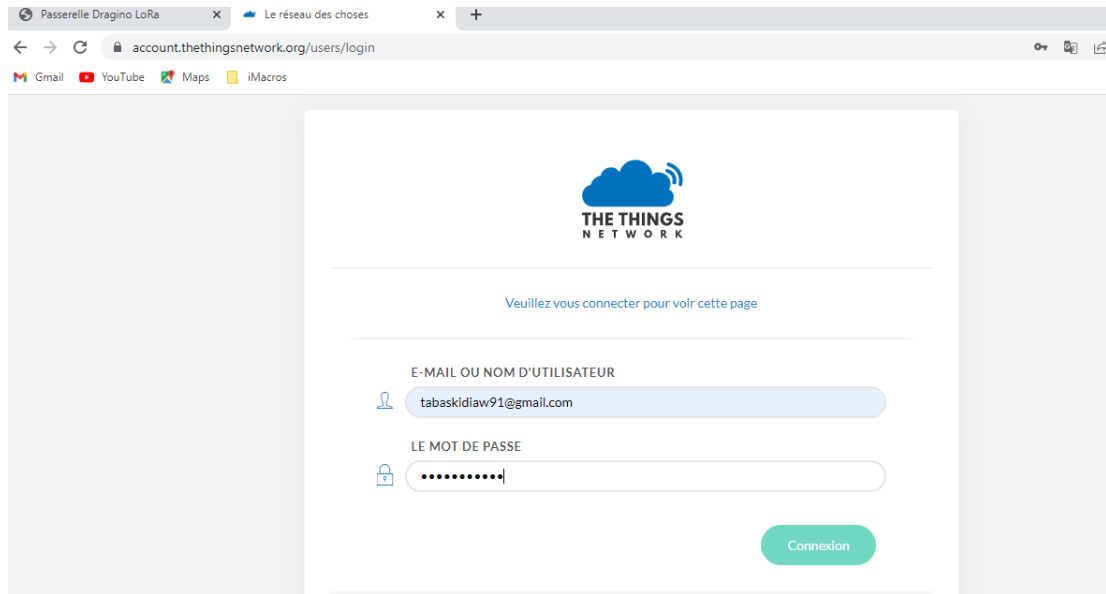 Passerelle Dragino LoRa
Le réseau des choses
account.thethingsnetwork.org/users/login
Gmail YouTube Maps iMacros
THE THINGS
NETWORK
Veuillez vous connecter pour voir cette page
E-MAIL OU NOM D'UTILISATEUR
tabaskidiaw91@gmail.com
LE MOT DE PASSE
•••••••••••
Connexion